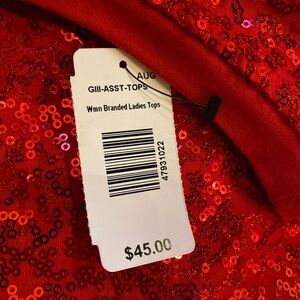 AUG
GIII-ASST-TOPS
Wmn Branded Ladies Tops
47931022
$45.00